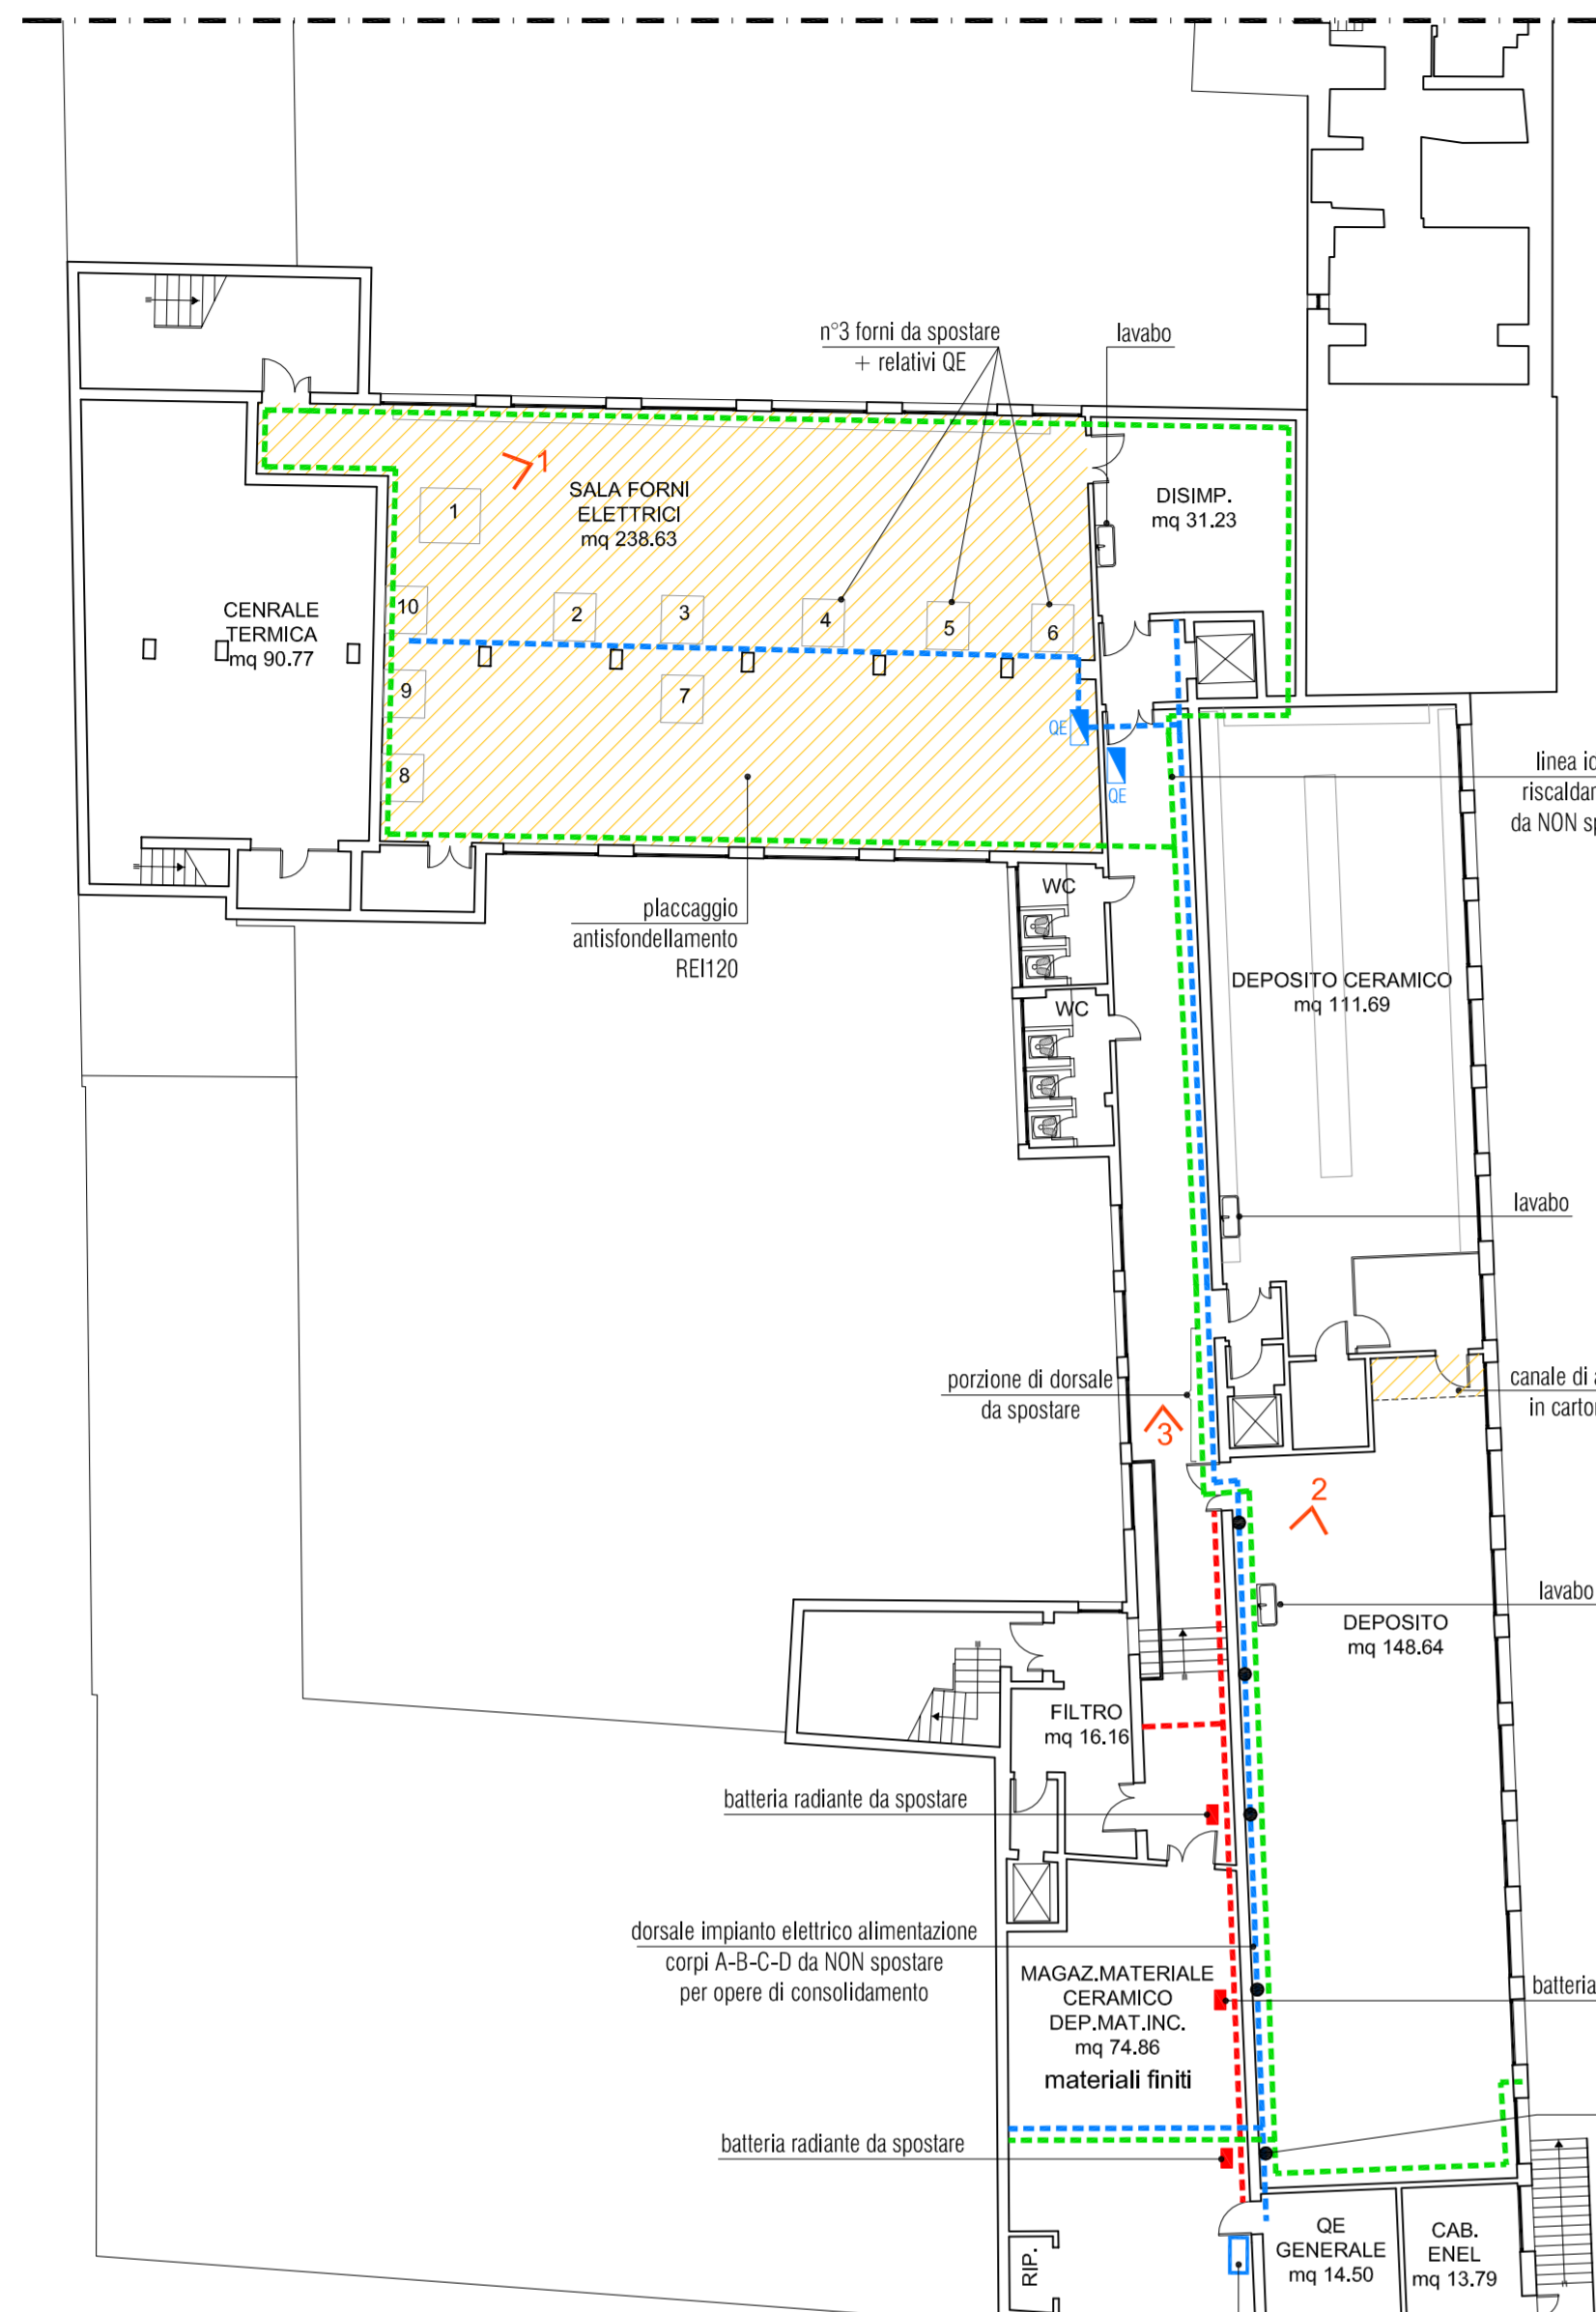 n°3 forni da spostare
+ relativi QE
lavabo
1
SALA FORNI
ELETTRICI
mq 238.63
DISIMP.
mq 31.23
1
CENRALE
TERMICA
mq 90.77
10
2
3
4
5
6
9
7
8
QE
QE
linea
riscaldar
da NON
placcaggio
antisfondellamento
REI120
WC
WC
DEPOSITO CERAMICO
mq 111.69
lavabo
porzione di dorsale
da spostare
canale di
in carto
3
2
lavabo
DEPOSITO
mq 148.64
FILTRO
mq 16.16
batteria radiante da spostare
dorsale impianto elettrico alimentazione
corpi A-B-C-D da NON spostare
per opere di consolidamento
MAGAZ.MATERIALE
CERAMICO
DEP.MAT.INC.
mq 74.86
materiali finiti
batteria
batteria radiante da spostare
RIP.
QE
GENERALE
mq 14.50
CAB.
ENEL
mq 13.79